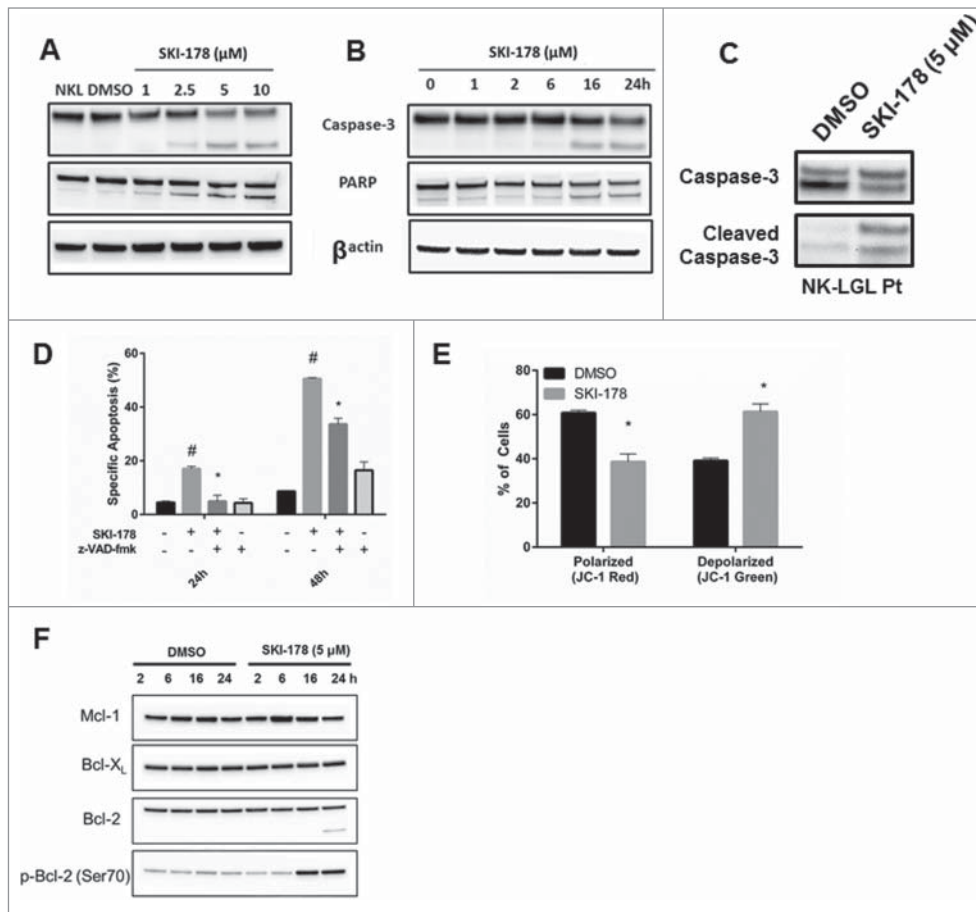 A
SKI-178 (μM)
NKL DMSO 1 2.5 5 10
B
SKI-178 (μM)
0 1 2 6 16 24h
Caspase-3
PARP
βactin
C
DMSO
SKI-178 (5 μM)
Caspase-3
Cleaved
Caspase-3
NK-LGL Pt
D
Specific Apoptosis (%)
60
40
20
0
#
*
#
*
SKI-178 - + + - - + + -
z-VAD-fmk - - + + - - + +
24h
48h
E
DMSO
SKI-178
% of Cells
80
60
40
20
0
*
*
Polarized
(JC-1 Red)
Depolarized
(JC-1 Green)
F
DMSO
SKI-178 (5 μM)
2 6 16 24 2 6 16 24 h
Mcl-1
Bcl-XL
Bcl-2
p-Bcl-2 (Ser70)